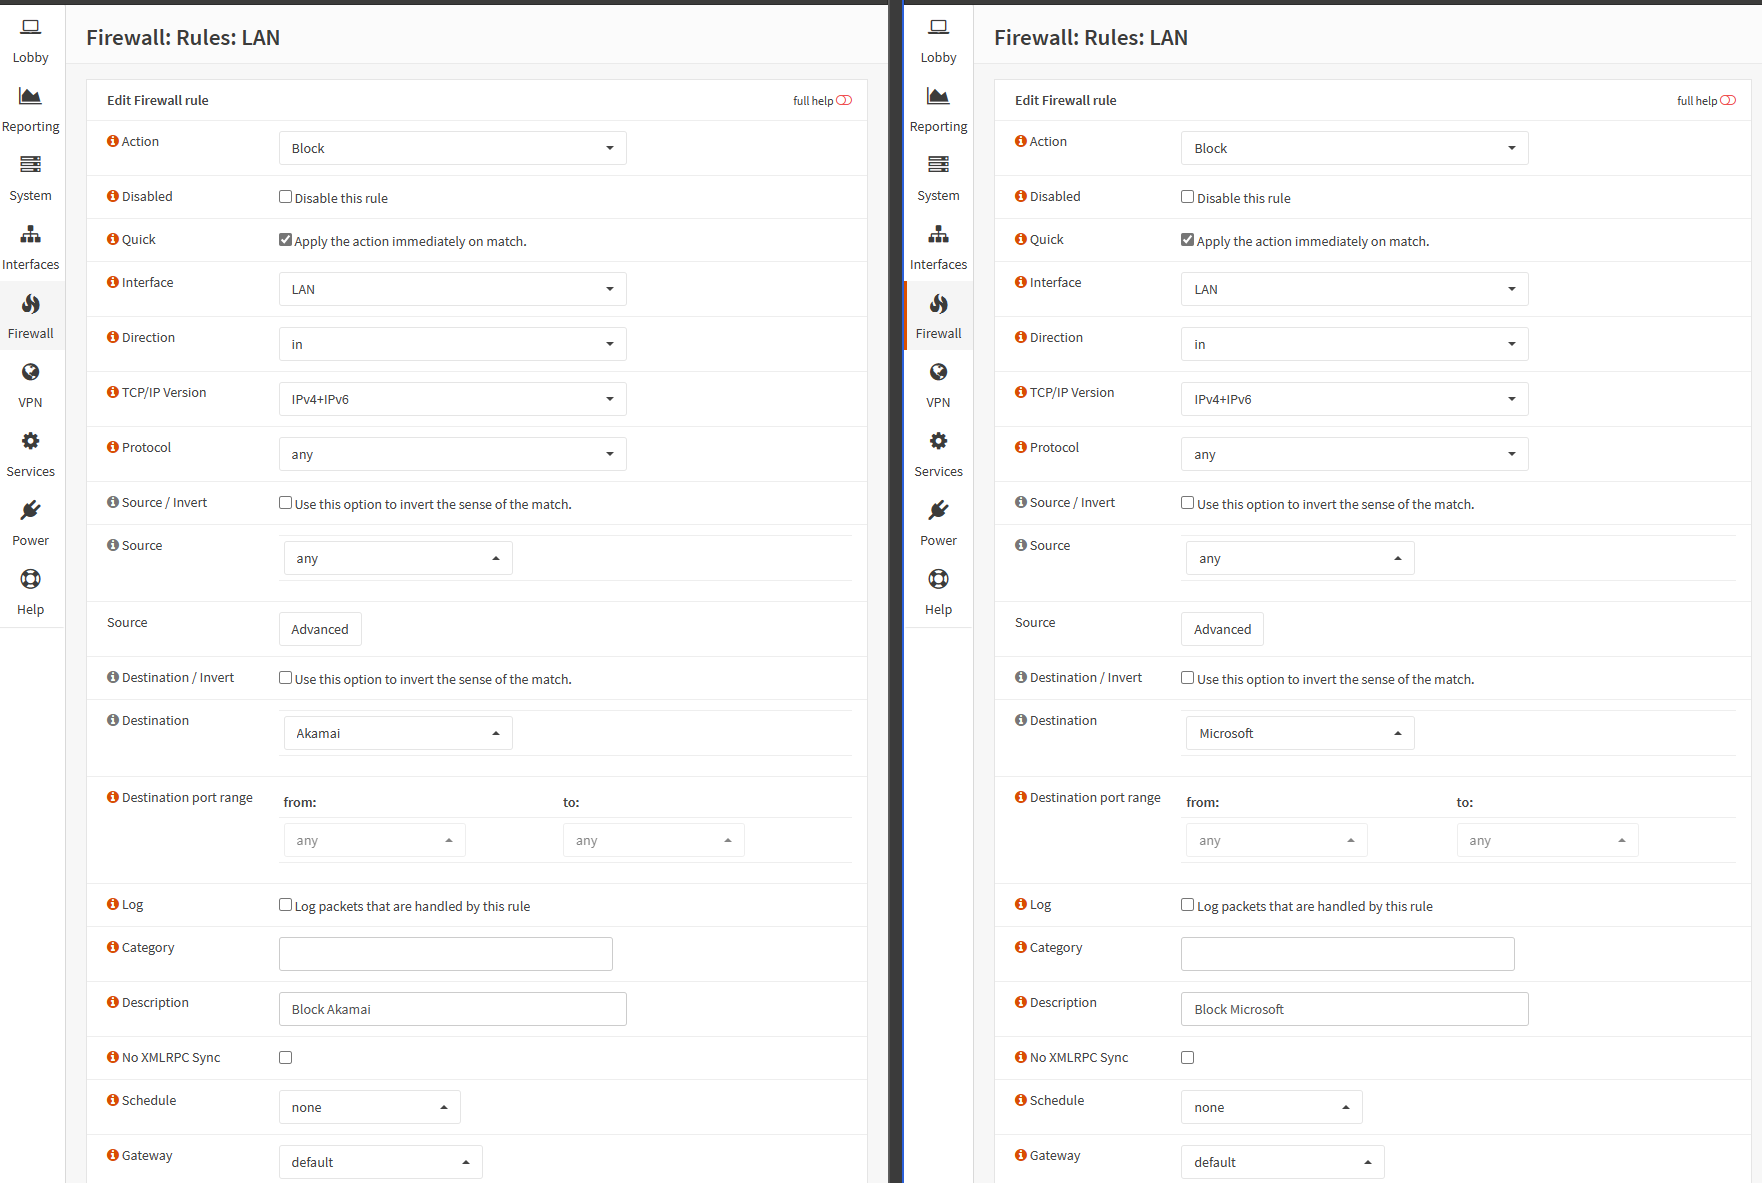 Lobby
Reporting
System
Interfaces
Firewall
VPN
Services
Power
Help
Firewall: Rules: LAN
Edit Firewall rule
full help
Action
Block
Disabled
Disable this rule
Quick
Apply the action immediately on match.
Interface
LAN
Direction
in
TCP/IP Version
IPv4+IPv6
Protocol
any
Source / Invert
Use this option to invert the sense of the match.
Source
any
Source
Advanced
Destination / Invert
Use this option to invert the sense of the match.
Destination
Akamai
Destination port range
from:
to:
any
any
Log
Log packets that are handled by this rule
Category
Description
Block Akamai
No XMLRPC Sync
Schedule
none
Gateway
default
Lobby
Reporting
System
Interfaces
Firewall
VPN
Services
Power
Help
Firewall: Rules: LAN
Edit Firewall rule
full help
Action
Block
Disabled
Disable this rule
Quick
Apply the action immediately on match.
Interface
LAN
Direction
in
TCP/IP Version
IPv4+IPv6
Protocol
any
Source / Invert
Use this option to invert the sense of the match.
Source
any
Source
Advanced
Destination / Invert
Use this option to invert the sense of the match.
Destination
Microsoft
Destination port range
from:
to:
any
any
Log
Log packets that are handled by this rule
Category
Description
Block Microsoft
No XMLRPC Sync
Schedule
none
Gateway
default